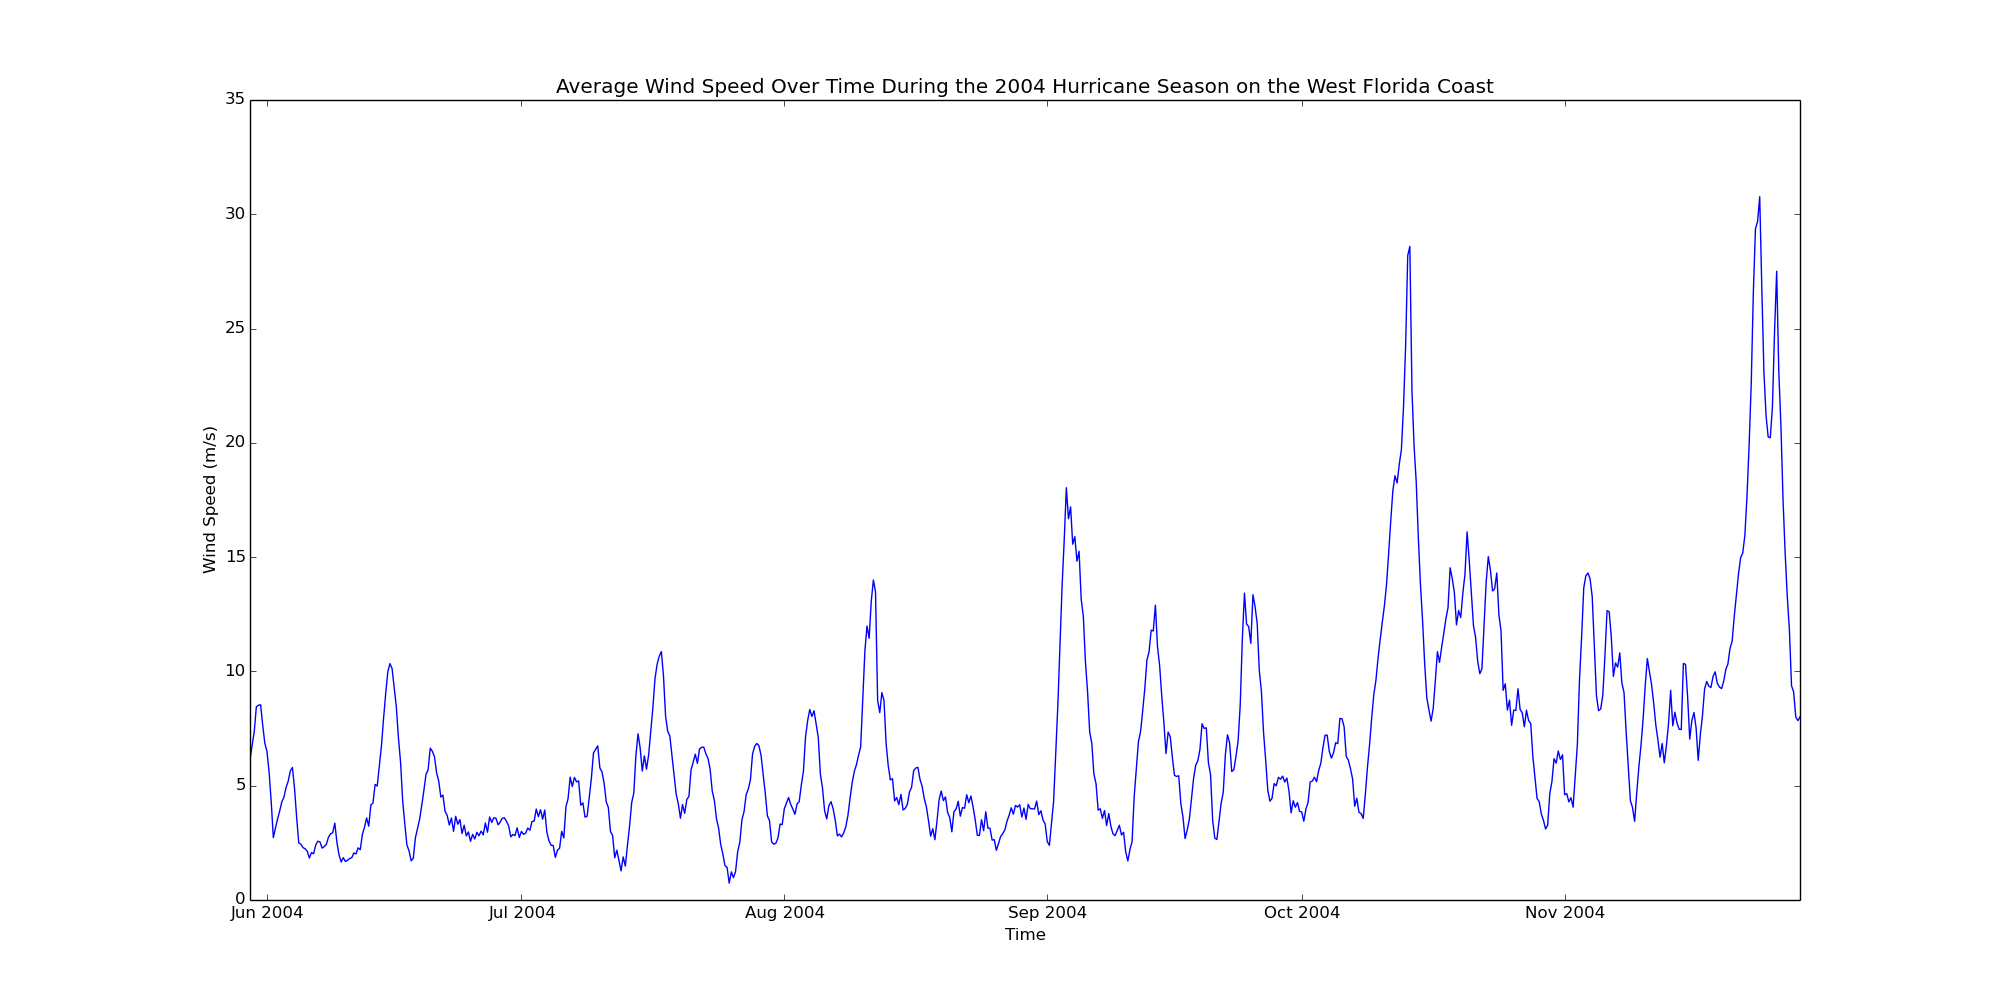 Average Wind Speed Over Time During the 2004 Hurricane Season on the West Florida Coast
35
30
25
20
15
10
5
0
Wind Speed (m/s)
Jun 2004 Jul 2004 Aug 2004 Sep 2004 Oct 2004 Nov 2004
Time